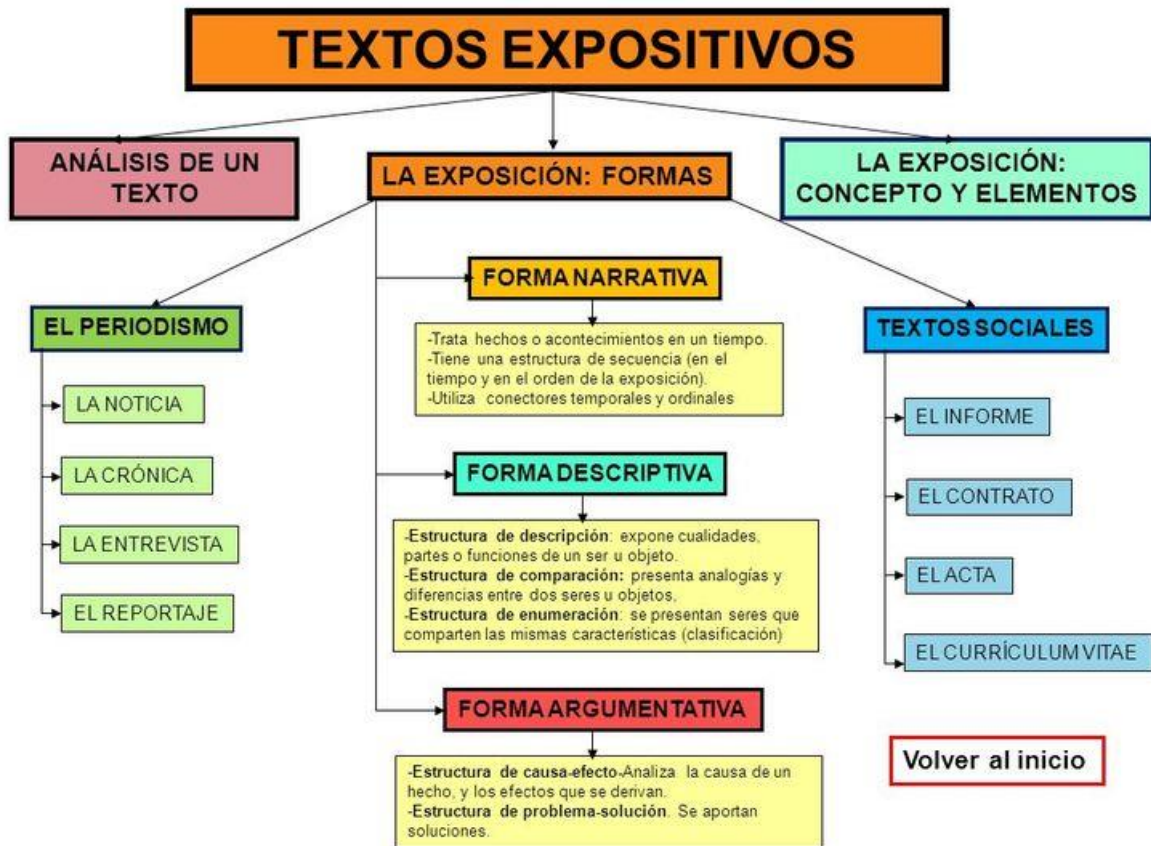 TEXTOS EXPOSITIVOS
ANÁLISIS DE UN
TEXTO
LA EXPOSICIÓN: FORMAS
LA EXPOSICIÓN:
CONCEPTO Y ELEMENTOS
EL PERIODISMO
LA NOTICIA
LA CRÓNICA
LA ENTREVISTA
EL REPORTAJE
FORMA NARRATIVA
-Trata hechos o acontecimientos en un tiempo.
-Tiene una estructura de secuencia (en el
tiempo y en el orden de la exposición).
-Utiliza conectores temporales y ordinales
FORMA DESCRIPTIVA
-Estructura de descripción: expone cualidades,
partes o funciones de un ser u objeto.
-Estructura de comparación: presenta analogías y
diferencias entre dos seres u objetos,
-Estructura de enumeración: se presentan seres que
comparten las mismas características (clasificación)
FORMA ARGUMENTATIVA
-Estructura de causa-efecto-Analiza la causa de un
hecho, y los efectos que se derivan.
-Estructura de problema-solución. Se aportan
soluciones.
TEXTOS SOCIALES
EL INFORME
EL CONTRATO
EL ACTA
EL CURRÍCULUM VITAE
Volver al inicio